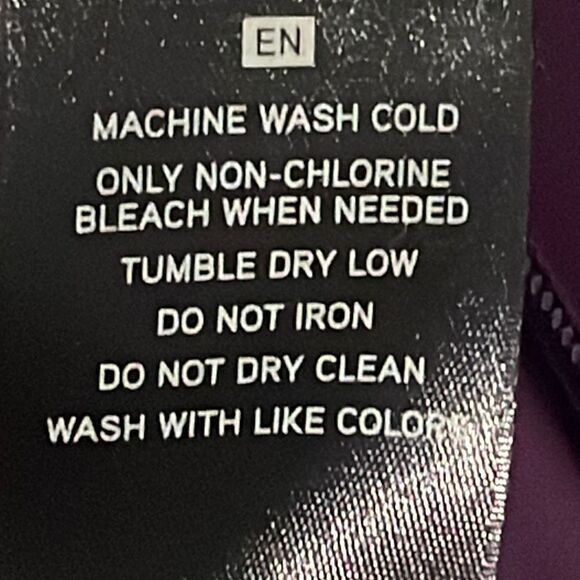 EN
MACHINE WASH COLD
ONLY NON-CHLORINE
BLEACH WHEN NEEDED
TUMBLE DRY LOW
DO NOT IRON
DO NOT DRY CLEAN
WASH WITH LIKE COLORS